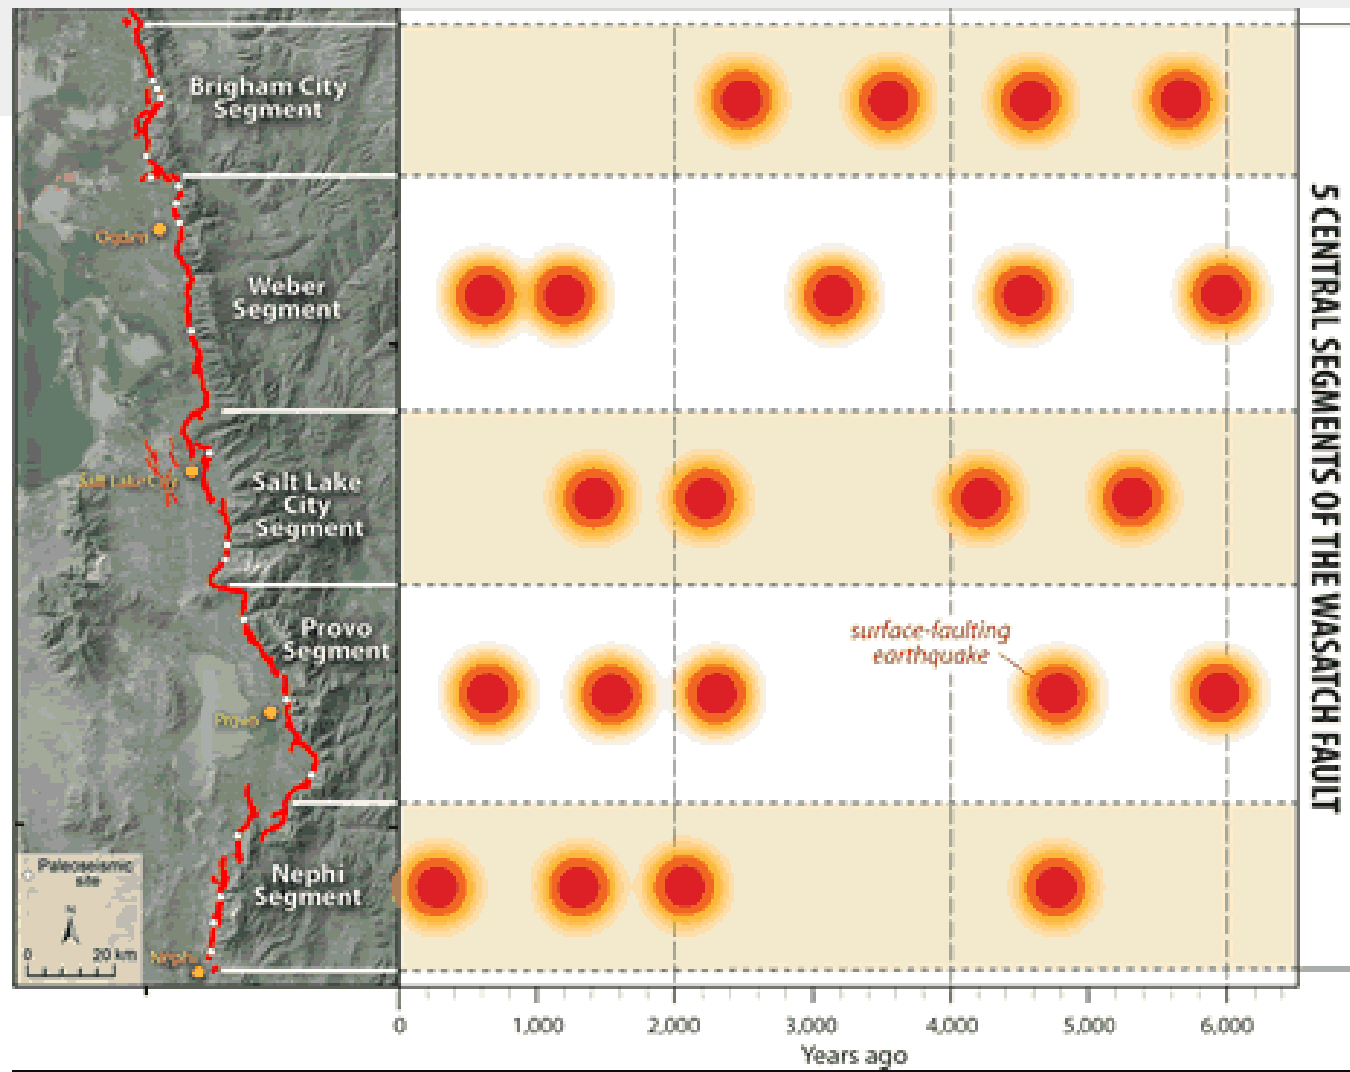 Brigham City
Segment
Ogden
Weber
Segment
Salt Lake City
Salt Lake
City
Segment
Provo
Segment
surface-faulting
earthquake
Provo
Nephi
Segment
Paleoseismic
site
N
0 20 km
Nephi
0 1,000 2,000 3,000 4,000 5,000 6,000
Years ago
5 CENTRAL SEGMENTS OF THE WASATCH FAULT